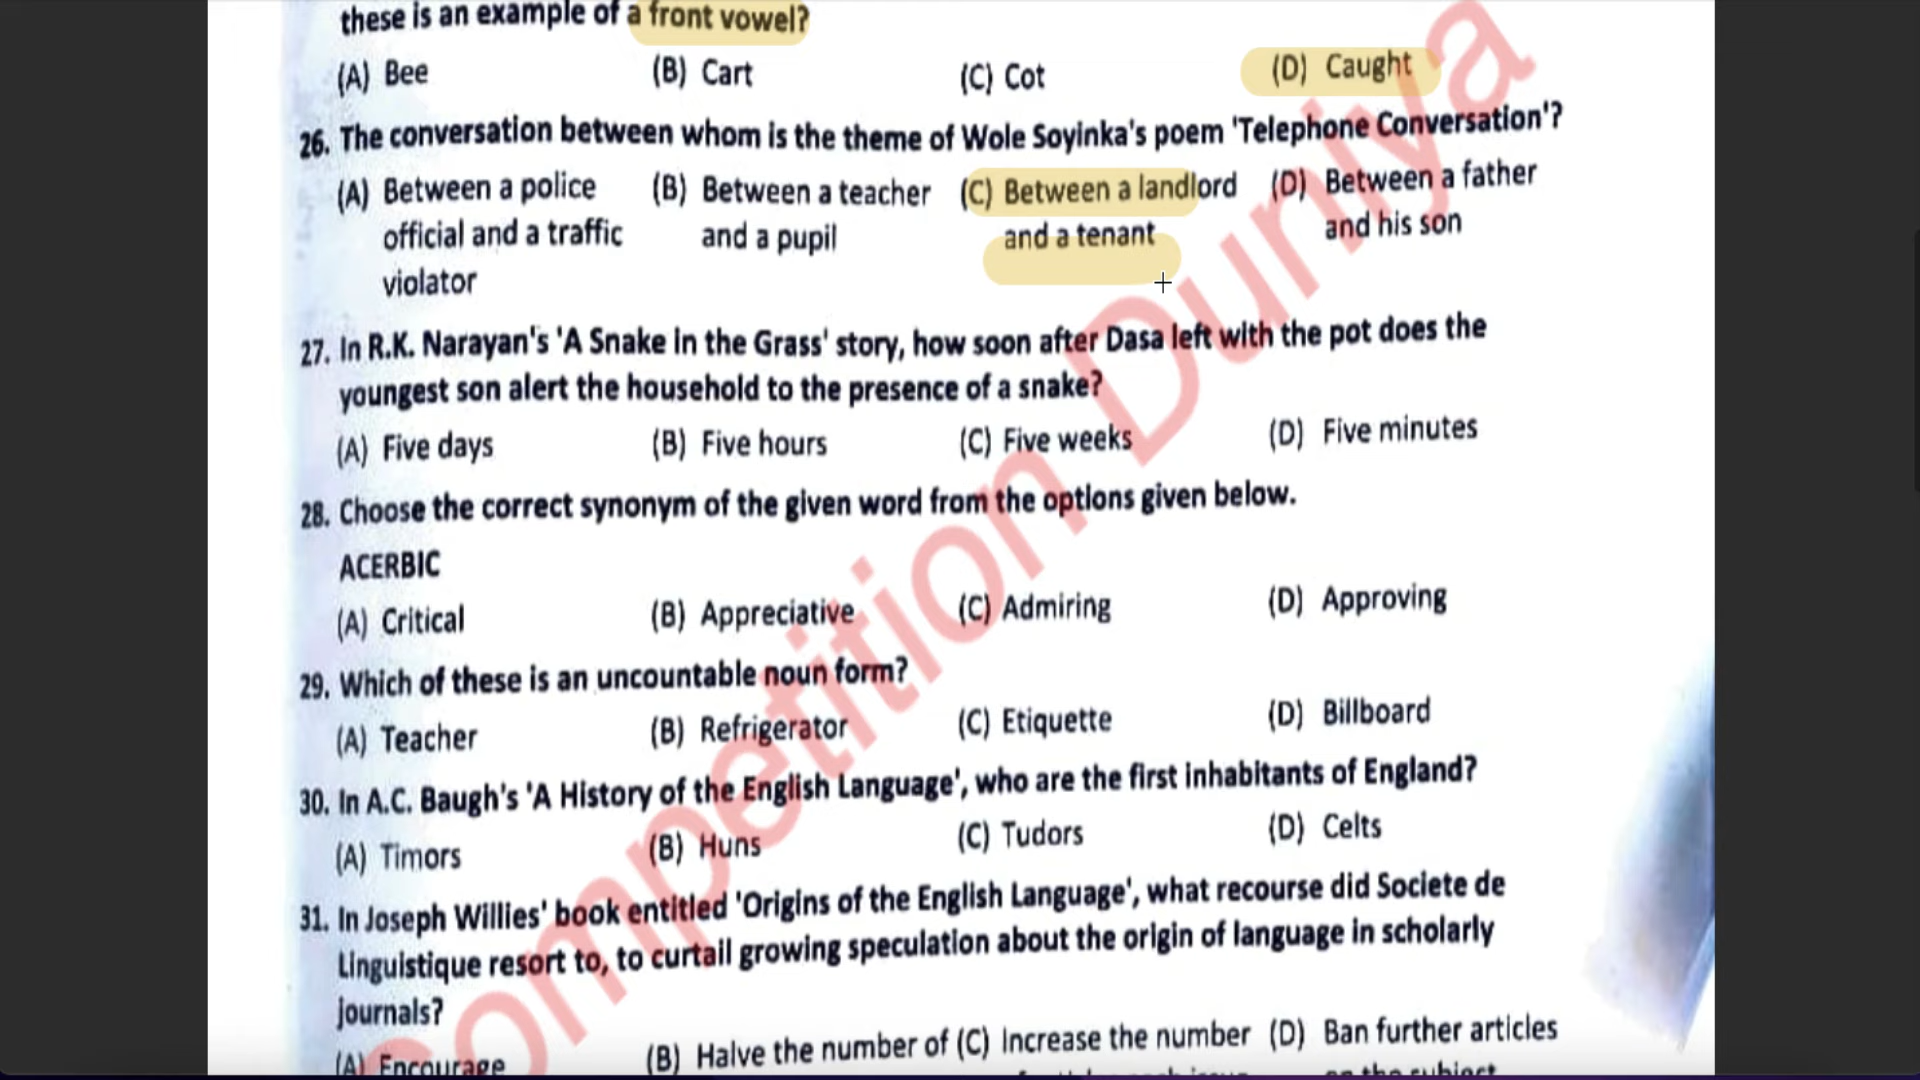 these is an example of a front vowel?
(A) Bee (B) Cart (C) Cot (D) Caught
26. The conversation between whom is the theme of Wole Soyinka's poem 'Telephone Conversation'?
(A) Between a police (B) Between a teacher (C) Between a landlord (D) Between a father
official and a traffic and a pupil and a tenant and his son
violator
27. In R.K. Narayan's 'A Snake in the Grass' story, how soon after Dasa left with the pot does the
youngest son alert the household to the presence of a snake?
(A) Five days (B) Five hours (C) Five weeks (D) Five minutes
28. Choose the correct synonym of the given word from the options given below.
ACERBIC
(A) Critical (B) Appreciative (C) Admiring (D) Approving
29. Which of these is an uncountable noun form?
(A) Teacher (B) Refrigerator (C) Etiquette (D) Billboard
30. In A.C. Baugh's 'A History of the English Language', who are the first inhabitants of England?
(A) Timors (B) Huns (C) Tudors (D) Celts
31. In Joseph Willies' book entitled 'Origins of the English Language', what recourse did Societe de
Linguistique resort to, to curtail growing speculation about the origin of language in scholarly
journals?
(A) Encourage (B) Halve the number of (C) Increase the number (D) Ban further articles
on the subject
Competition Duniya